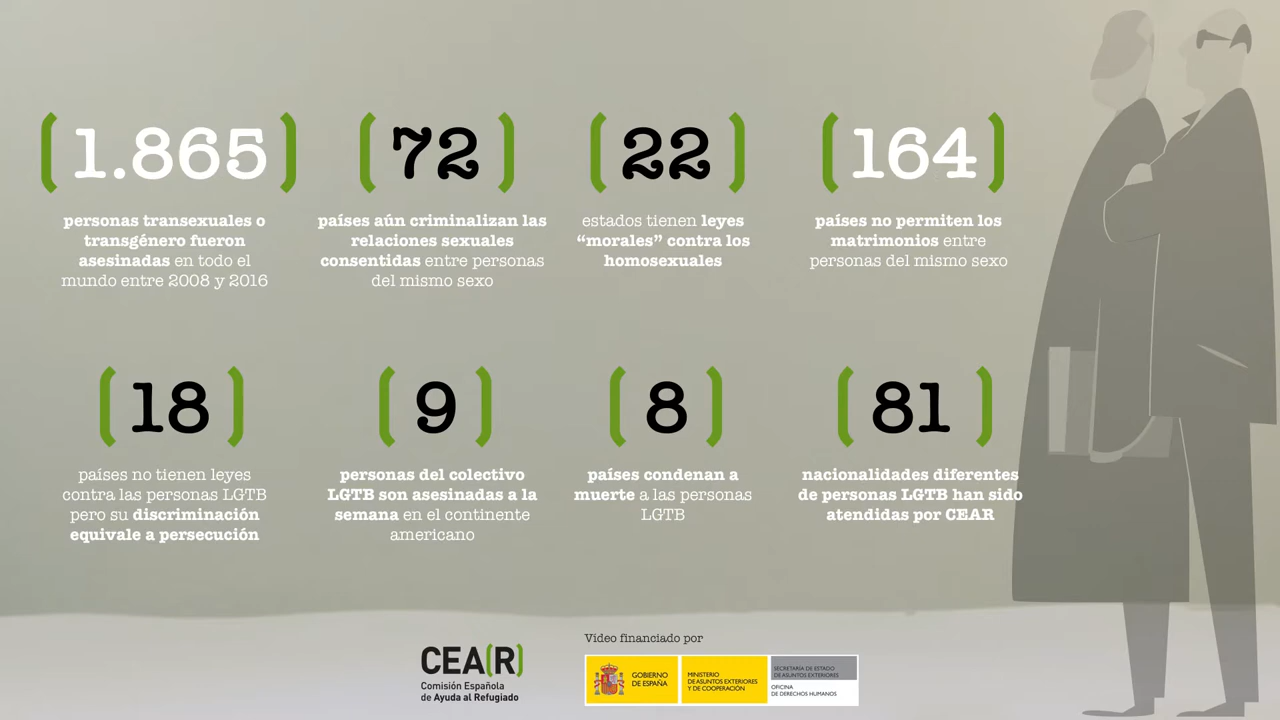 (1.865)
personas transexuales o
transgénero fueron
asesinadas en todo el
mundo entre 2008 y 2016
(72)
países aún criminalizan las
relaciones sexuales
consentidas entre personas
del mismo sexo
(22)
estados tienen leyes
“morales” contra los
homosexuales
(164)
países no permiten los
matrimonios entre
personas del mismo sexo
(18)
países no tienen leyes
contra las personas LGTB
pero su discriminación
equivale a persecución
(9)
personas del colectivo
LGTB son asesinadas a la
semana en el continente
americano
(8)
países condenan a
muerte a las personas
LGTB
(81)
nacionalidades diferentes
de personas LGTB han sido
atendidas por CEAR
CEA(R)
Comisión Española
de Ayuda al Refugiado
Video financiado por
GOBIERNO
DE ESPAÑA
MINISTERIO
DE ASUNTOS EXTERIORES
Y DE COOPERACIÓN
SECRETARÍA DE ESTADO
DE ASUNTOS EXTERIORES
OFICINA
DE DERECHOS HUMANOS